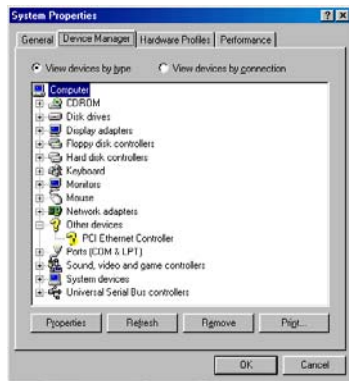 System Properties
General Device Manager Hardware Profiles Performance
View devices by type View devices by connection
Computer
CDROM
Disk drives
Display adapters
Floppy disk controllers
Hard disk controllers
Keyboard
Monitors
Mouse
Network adapters
Other devices
PCI Ethernet Controller
Ports (COM & LPT)
Sound, video and game controllers
System devices
Universal Serial Bus controllers
Properties Refresh Remove Print...
OK Cancel